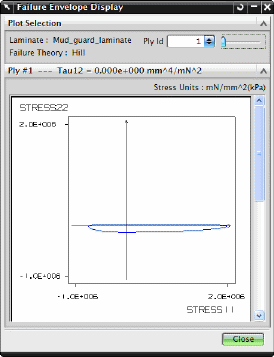 Failure Envelope Display
Plot Selection
Laminate : Mud_guard_laminate
Ply Id 1
Failure Theory : Hill
Ply #1 --- Tau12 = 0.000e+000 mm^4/mN^2
Stress Units : mN/mm^2(kPa)
STRESS22
2.0E+006
-1.0E+006
-1.0E+006
2.0E+006
STRESS11
Close